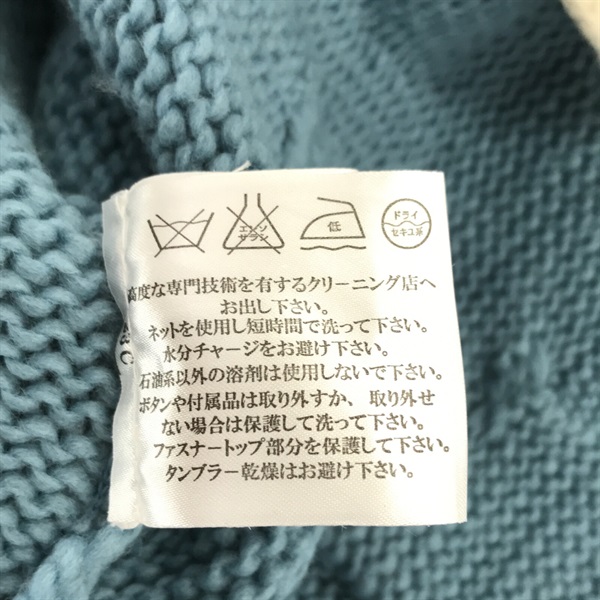 エンソ
サラシ
低
ドライ
セキユ系
高度な専門技術を有するクリーニング店へ
お出し下さい。
ネットを使用し短時間で洗って下さい。
水分チャージをお避け下さい。
石油系以外の溶剤は使用しないで下さい。
ボタンや付属品は取り外すか、取り外せ
ない場合は保護して洗って下さい。
ファスナートップ部分を保護して下さい。
タンブラー乾燥はお避け下さい。